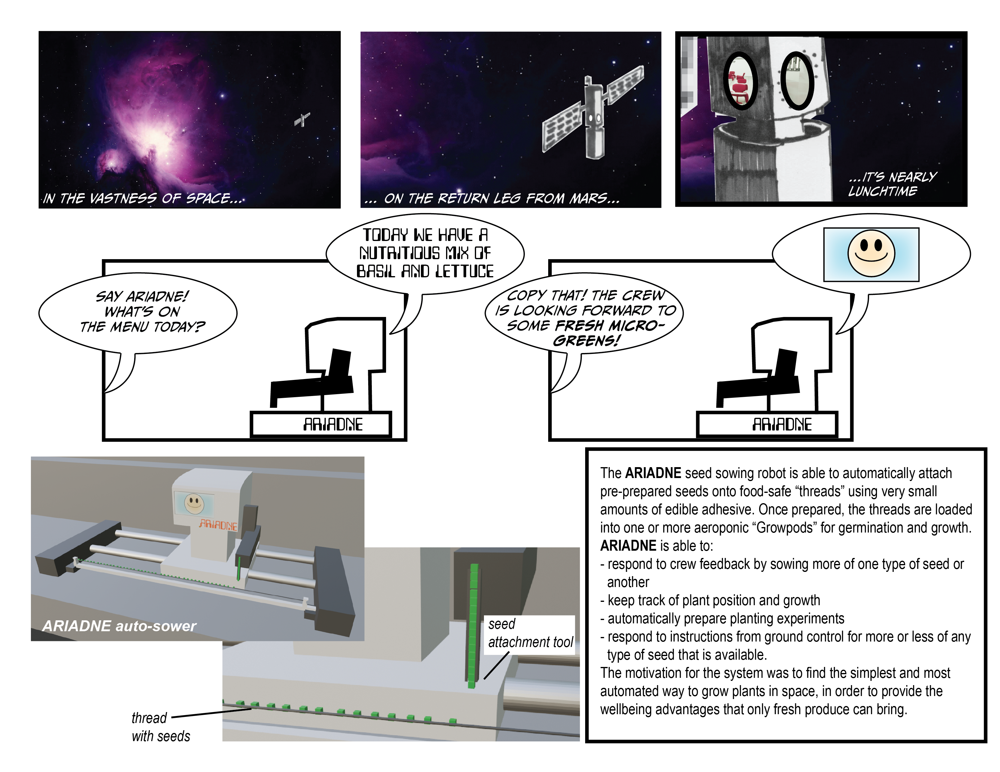 IN THE VASTNESS OF SPACE...
... ON THE RETURN LEG FROM MARS...
...IT'S NEARLY
LUNCHTIME
SAY ARIADNE!
WHAT'S ON
THE MENU TODAY?
TODAY WE HAVE A
NUTRITIOUS MIX OF
BASIL AND LETTUCE
ARIADNE
COPY THAT! THE CREW
IS LOOKING FORWARD TO
SOME FRESH MICRO-
GREENS!
ARIADNE
ARIADNE
ARIADNE auto-sower
seed
attachment tool
thread
with seeds
The ARIADNE seed sowing robot is able to automatically attach
pre-prepared seeds onto food-safe “threads” using very small
amounts of edible adhesive. Once prepared, the threads are loaded
into one or more aeroponic “Growpods” for germination and growth.
ARIADNE is able to:
- respond to crew feedback by sowing more of one type of seed or
another
- keep track of plant position and growth
- automatically prepare planting experiments
- respond to instructions from ground control for more or less of any
type of seed that is available.
The motivation for the system was to find the simplest and most
automated way to grow plants in space, in order to provide the
wellbeing advantages that only fresh produce can bring.